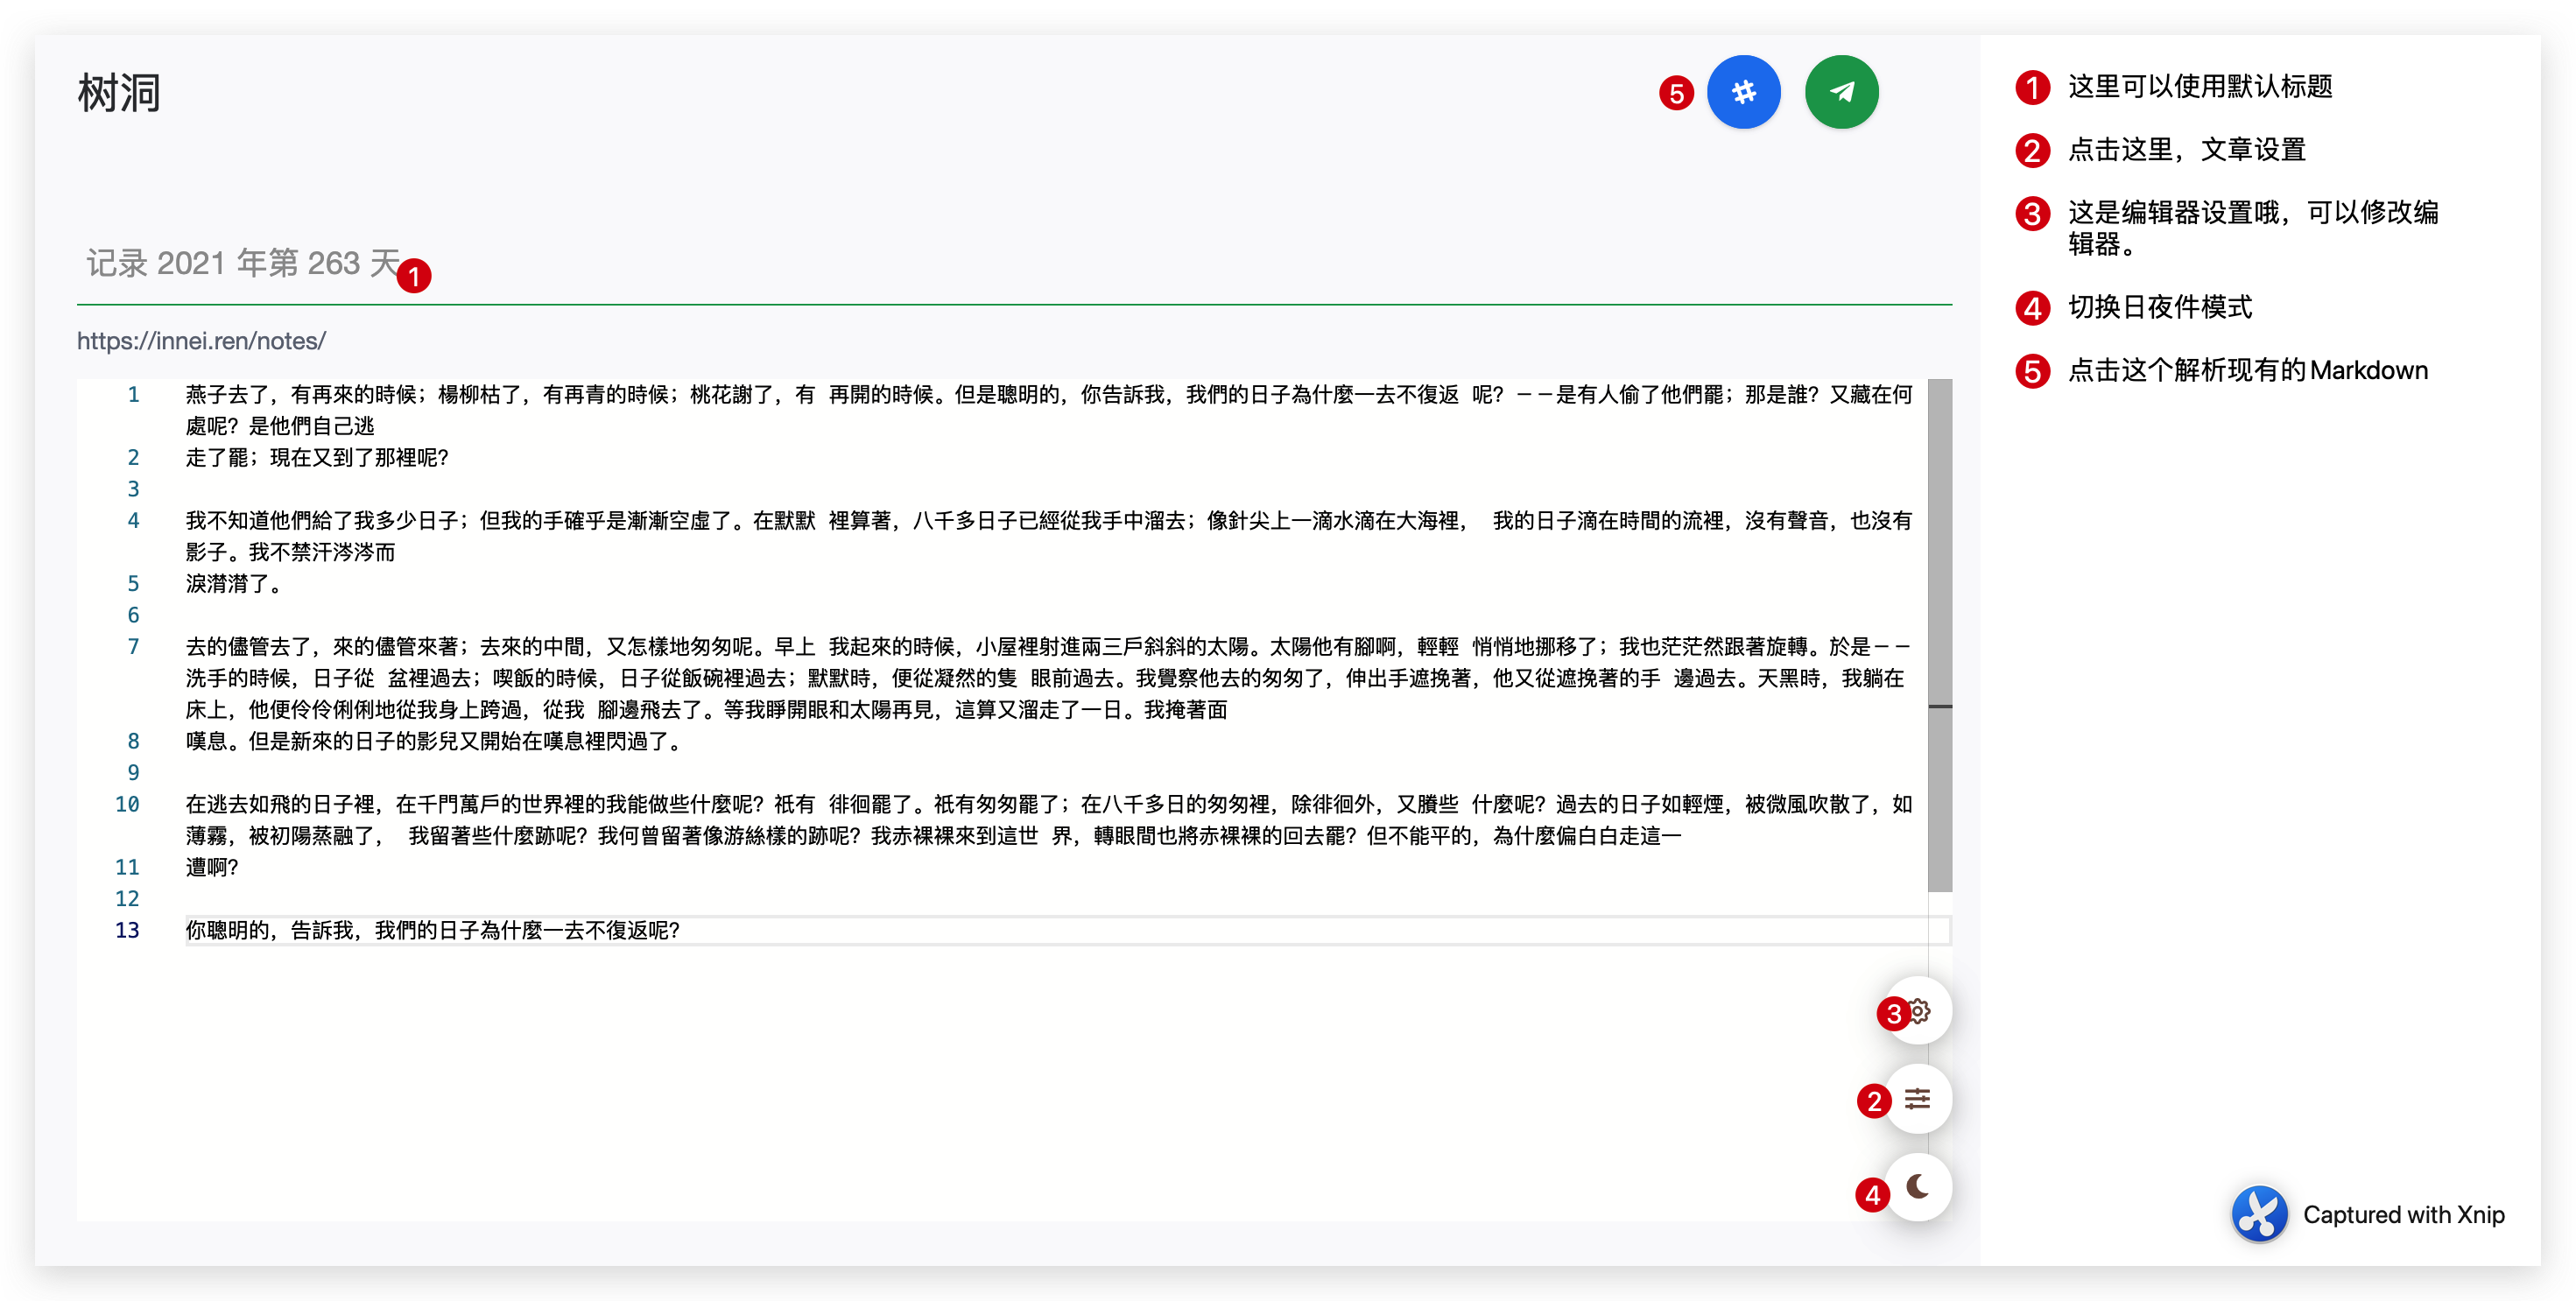 树洞
5
记录 2021 年第 263 天
1
https://innei.ren/notes/
1 燕子去了，有再來的時候；楊柳枯了，有再青的時候；桃花謝了，有 再開的時候。但是聰明的，你告訴我，我們的日子為什麼一去不復返 呢？－－是有人偷了他們罷；那是誰？又藏在何
處呢？是他們自己逃
2 走了罷；現在又到了那裡呢？
3
4 我不知道他們給了我多少日子；但我的手確乎是漸漸空虛了。在默默 裡算著，八千多日子已經從我手中溜去；像針尖上一滴水滴在大海裡， 我的日子滴在時間的流裡，沒有聲音，也沒有
影子。我不禁汗涔涔而
5 淚潸潸了。
6
7 去的儘管去了，來的儘管來著；去來的中間，又怎樣地匆匆呢。早上 我起來的時候，小屋裡射進兩三戶斜斜的太陽。太陽他有腳啊，輕輕 悄悄地挪移了；我也茫茫然跟著旋轉。於是－－
洗手的時候，日子從 盆裡過去；喫飯的時候，日子從飯碗裡過去；默默時，便從凝然的隻 眼前過去。我覺察他去的匆匆了，伸出手遮挽著，他又從遮挽著的手 邊過去。天黑時，我躺在
床上，他便伶伶俐俐地從我身上跨過，從我 腳邊飛去了。等我睜開眼和太陽再見，這算又溜走了一日。我掩著面
8 嘆息。但是新來的日子的影兒又開始在嘆息裡閃過了。
9
10 在逃去如飛的日子裡，在千門萬戶的世界裡的我能做些什麼呢？祇有 徘徊罷了。祇有匆匆罷了；在八千多日的匆匆裡，除徘徊外，又賸些 什麼呢？過去的日子如輕煙，被微風吹散了，如
薄霧，被初陽蒸融了， 我留著些什麼跡呢？我何曾留著像游絲樣的跡呢？我赤裸裸來到這世 界，轉眼間也將赤裸裸的回去罷？但不能平的，為什麼偏白白走這一
11 遭啊？
12
13 你聰明的，告訴我，我們的日子為什麼一去不復返呢？
3
2
4
1 这里可以使用默认标题
2 点击这里，文章设置
3 这是编辑器设置哦，可以修改编
辑器。
4 切换日夜件模式
5 点击这个解析现有的Markdown
Captured with Xnip